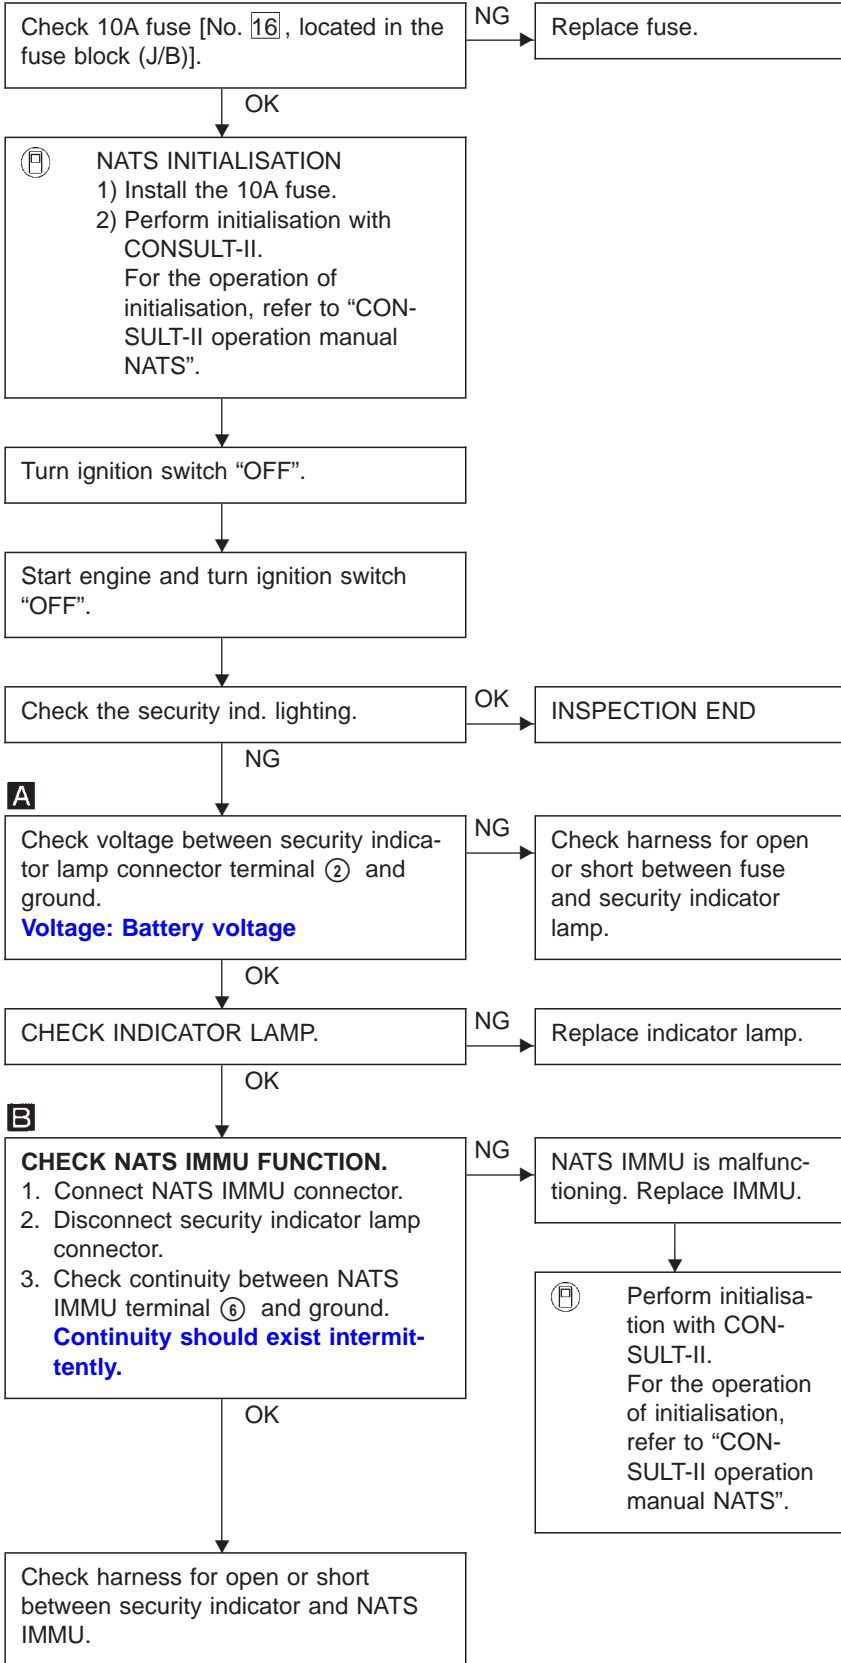 Check 10A fuse [No. 16, located in the
fuse block (J/B)].
NG
Replace fuse.
OK
NATS INITIALISATION
1) Install the 10A fuse.
2) Perform initialisation with
CONSULT-II.
For the operation of
initialisation, refer to “CON-
SULT-II operation manual
NATS”.
Turn ignition switch “OFF”.
Start engine and turn ignition switch
“OFF”.
Check the security ind. lighting.
OK
INSPECTION END
NG
A
Check voltage between security indica-
tor lamp connector terminal ② and
ground.
Voltage: Battery voltage
NG
Check harness for open
or short between fuse
and security indicator
lamp.
OK
CHECK INDICATOR LAMP.
NG
Replace indicator lamp.
OK
B
CHECK NATS IMMU FUNCTION.
1. Connect NATS IMMU connector.
2. Disconnect security indicator lamp
connector.
3. Check continuity between NATS
IMMU terminal ⑥ and ground.
Continuity should exist intermit-
tently.
NG
NATS IMMU is malfunc-
tioning. Replace IMMU.
Perform initialisa-
tion with CON-
SULT-II.
For the operation
of initialisation,
refer to “CON-
SULT-II operation
manual NATS”.
OK
Check harness for open or short
between security indicator and NATS
IMMU.